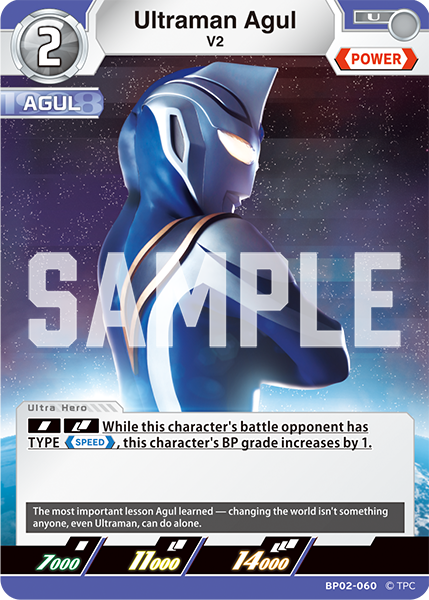 Ultraman Agul
V2
2
U
POWER
AGUL
SAMPLE
Ultra Hero
While this character's battle opponent has
TYPE SPEED, this character's BP grade increases by 1.
The most important lesson Agul learned — changing the world isn't something
anyone, even Ultraman, can do alone.
7000 11000 14000
BP02-060 © TPC